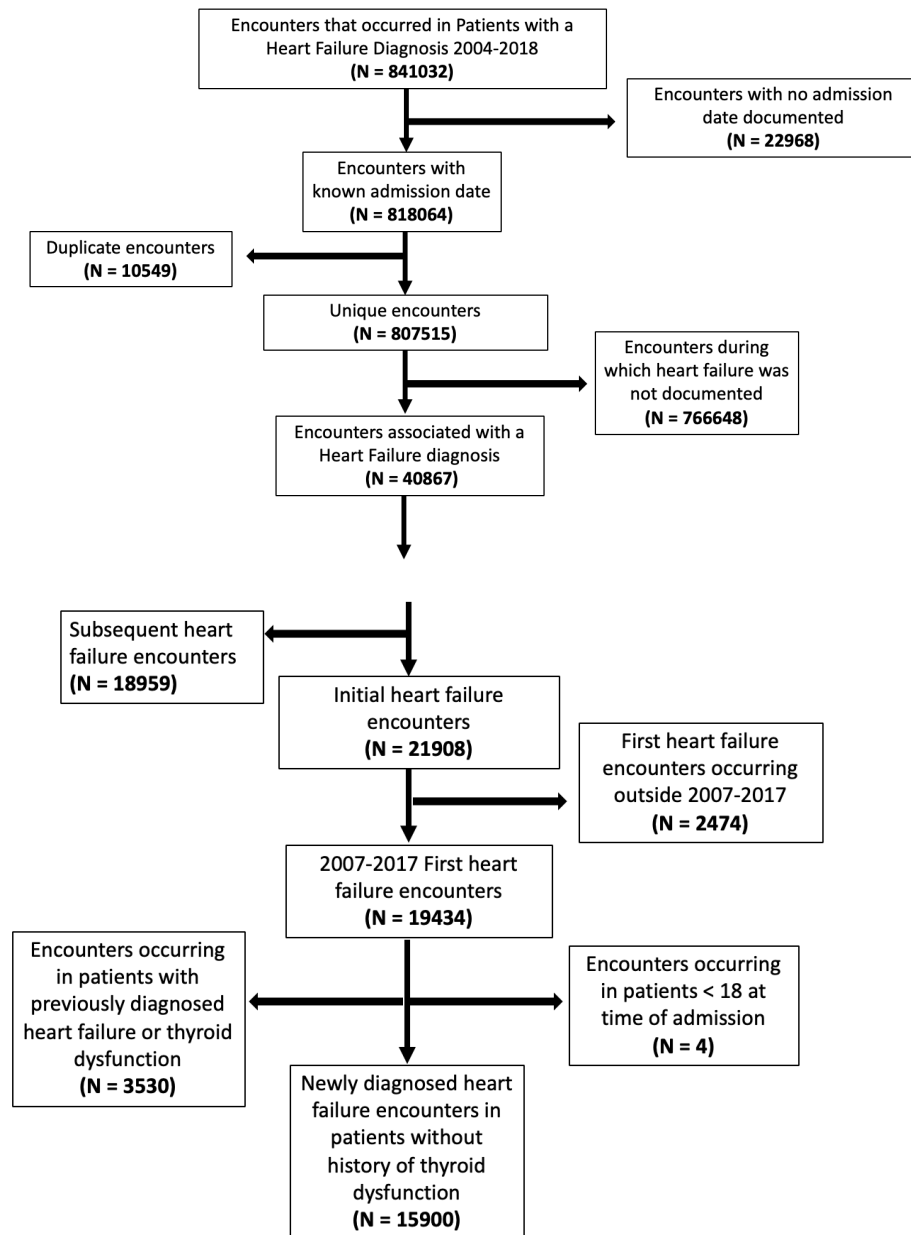 Encounters that occurred in Patients with a
Heart Failure Diagnosis 2004-2018
(N = 841032)
Encounters with no admission
date documented
(N = 22968)
Encounters with
known admission date
(N = 818064)
Duplicate encounters
(N = 10549)
Unique encounters
(N = 807515)
Encounters during
which heart failure was
not documented
(N = 766648)
Encounters associated with a
Heart Failure diagnosis
(N = 40867)
Subsequent heart
failure encounters
(N = 18959)
Initial heart failure
encounters
(N = 21908)
First heart failure
encounters occurring
outside 2007-2017
(N = 2474)
2007-2017 First heart
failure encounters
(N = 19434)
Encounters occurring
in patients with
previously diagnosed
heart failure or thyroid
dysfunction
(N = 3530)
Encounters occurring
in patients < 18 at
time of admission
(N = 4)
Newly diagnosed heart
failure encounters in
patients without
history of thyroid
dysfunction
(N = 15900)